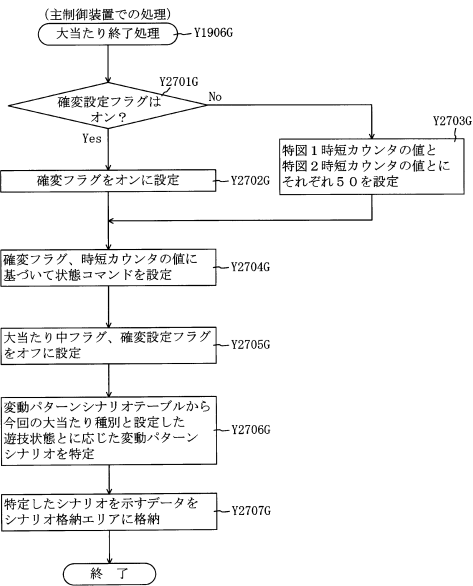 (主制御装置での処理)
大当たり終了処理
Y1906G
Y2701G
確変設定フラグは
オン？
No
Yes
Y2703G
特図１時短カウンタの値と
特図２時短カウンタの値とに
それぞれ５０を設定
確変フラグをオンに設定
Y2702G
確変フラグ、時短カウンタの値に
基づいて状態コマンドを設定
Y2704G
大当たり中フラグ、確変設定フラグ
をオフに設定
Y2705G
変動パターンシナリオテーブルから
今回の大当たり種別と設定した
遊技状態とに応じた変動パターン
シナリオを特定
Y2706G
特定したシナリオを示すデータを
シナリオ格納エリアに格納
Y2707G
終　了